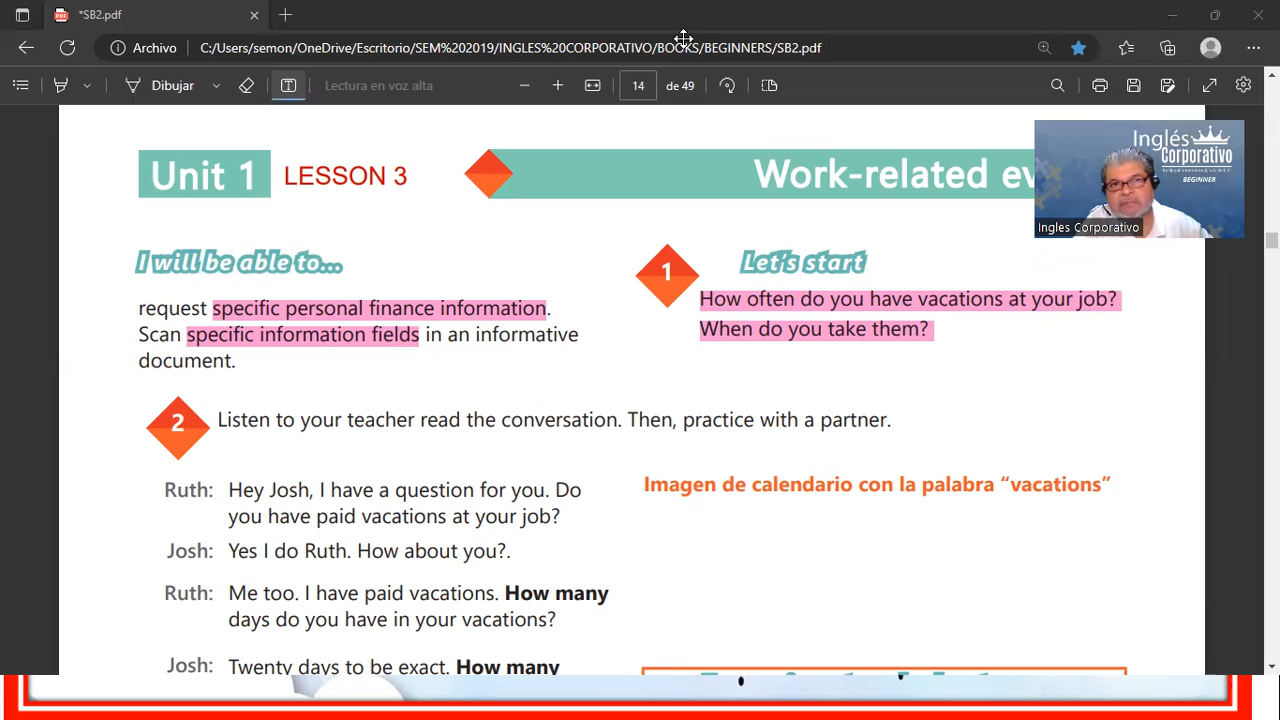 *SB2.pdf
Archivo
C:/Users/semon/OneDrive/Escritorio/SEM%202019/INGLES%20CORPORATIVO/BOOKS/BEGINNERS/SB2.pdf
Dibujar
Lectura en voz alta
14
de 49
Unit 1
LESSON 3
Work-related ev
Inglés
Corporativo
BEGINNER
Ingles Corporativo
I will be able to...
request specific personal finance information.
Scan specific information fields in an informative
document.
1
Let's start
How often do you have vacations at your job?
When do you take them?
2
Listen to your teacher read the conversation. Then, practice with a partner.
Ruth: Hey Josh, I have a question for you. Do
you have paid vacations at your job?
Josh: Yes I do Ruth. How about you?.
Ruth: Me too. I have paid vacations. How many
days do you have in your vacations?
Josh: Twenty days to be exact. How many
Imagen de calendario con la palabra “vacations”